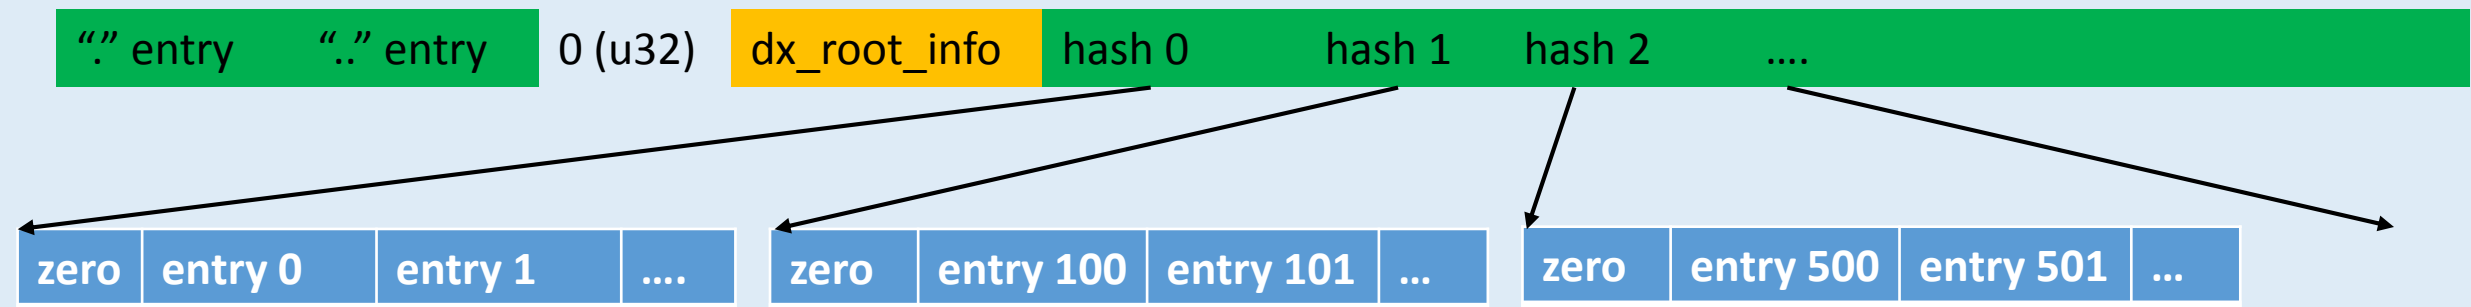 “.” entry “..” entry 0 (u32) dx_root_info hash 0 hash 1 hash 2 ....
zero entry 0 entry 1 .... zero entry 100 entry 101 ... zero entry 500 entry 501 ...